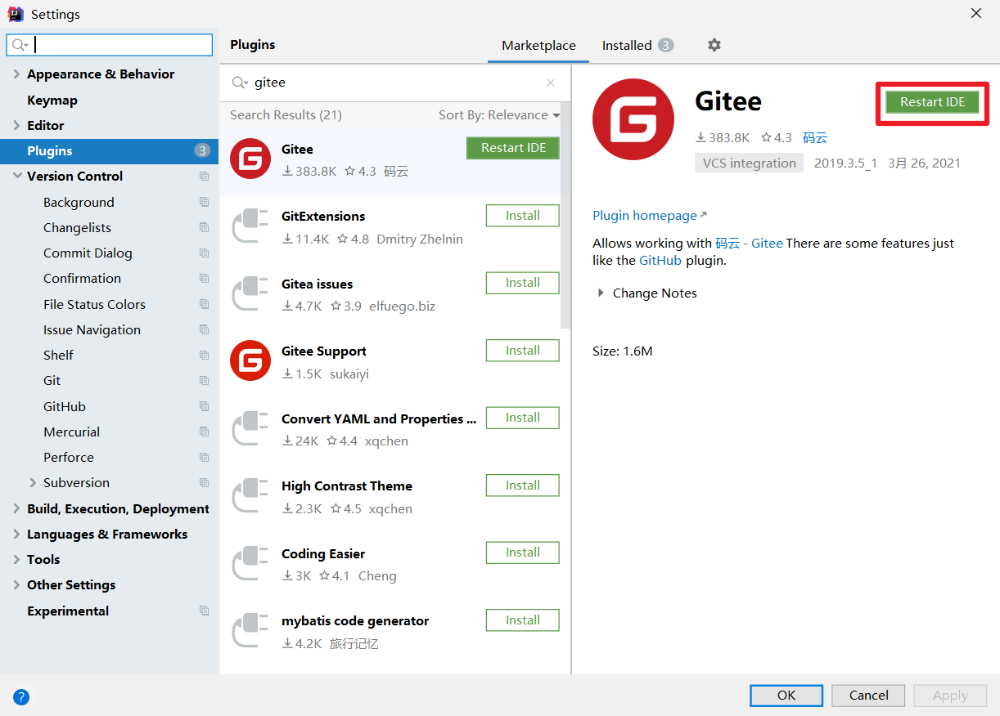 Settings
Appearance & Behavior
Keymap
Editor
Plugins 3
Version Control
Background
Changelists
Commit Dialog
Confirmation
File Status Colors
Issue Navigation
Shelf
Git
GitHub
Mercurial
Perforce
Subversion
Build, Execution, Deployment
Languages & Frameworks
Tools
Other Settings
Experimental
Plugins Marketplace Installed 3
gitee
Search Results (21) Sort By: Relevance
Gitee Restart IDE
383.8K 4.3 码云
GitExtensions Install
11.4K 4.8 Dmitry Zhelnin
Gitea issues Install
4.7K 3.9 elfuego.biz
Gitee Support Install
1.5K sukaiyi
Convert YAML and Properties ... Install
24K 4.4 xqchen
High Contrast Theme Install
2.3K 4.5 xqchen
Coding Easier Install
3K 4.1 Cheng
mybatis code generator Install
4.2K 旅行记忆
Gitee Restart IDE
383.8K 4.3 码云
VCS integration 2019.3.5_1 3月 26, 2021
Plugin homepage
Allows working with 码云 - Gitee There are some features just
like the GitHub plugin.
Change Notes
Size: 1.6M
? OK Cancel Apply